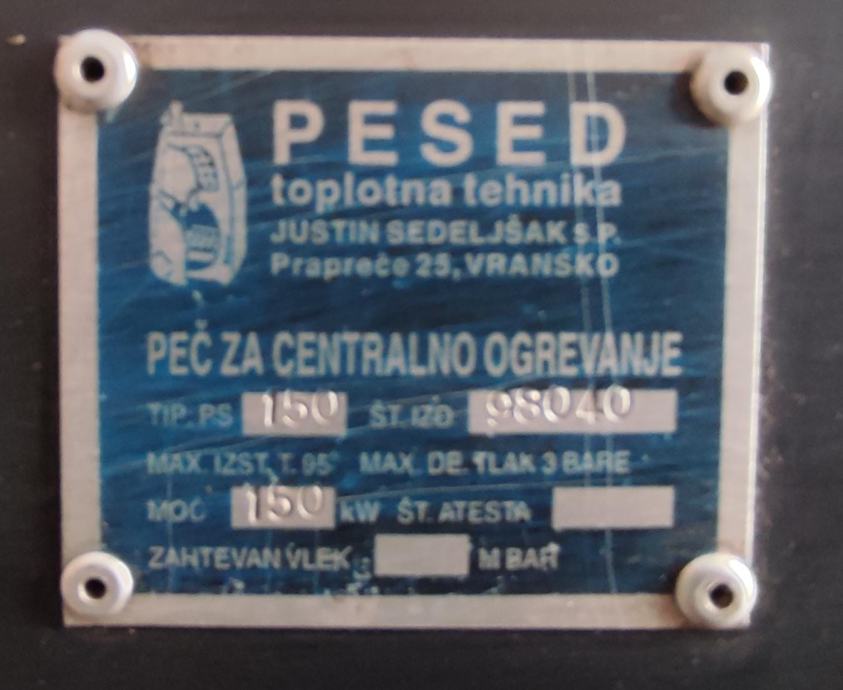 PESED
toplotna tehnika
JUSTIN SEDELJŠAK S.P.
Prapreče 25, VRANSKO
PEČ ZA CENTRALNO OGREVANJE
TIP. PS 150 ŠT. IZD 98040
MAX. IZST. T. 95° MAX. DE. TLAK 3 BARE
MOČ 150 kW ŠT. ATESTA
ZAHTEVAN VLEK M BAR